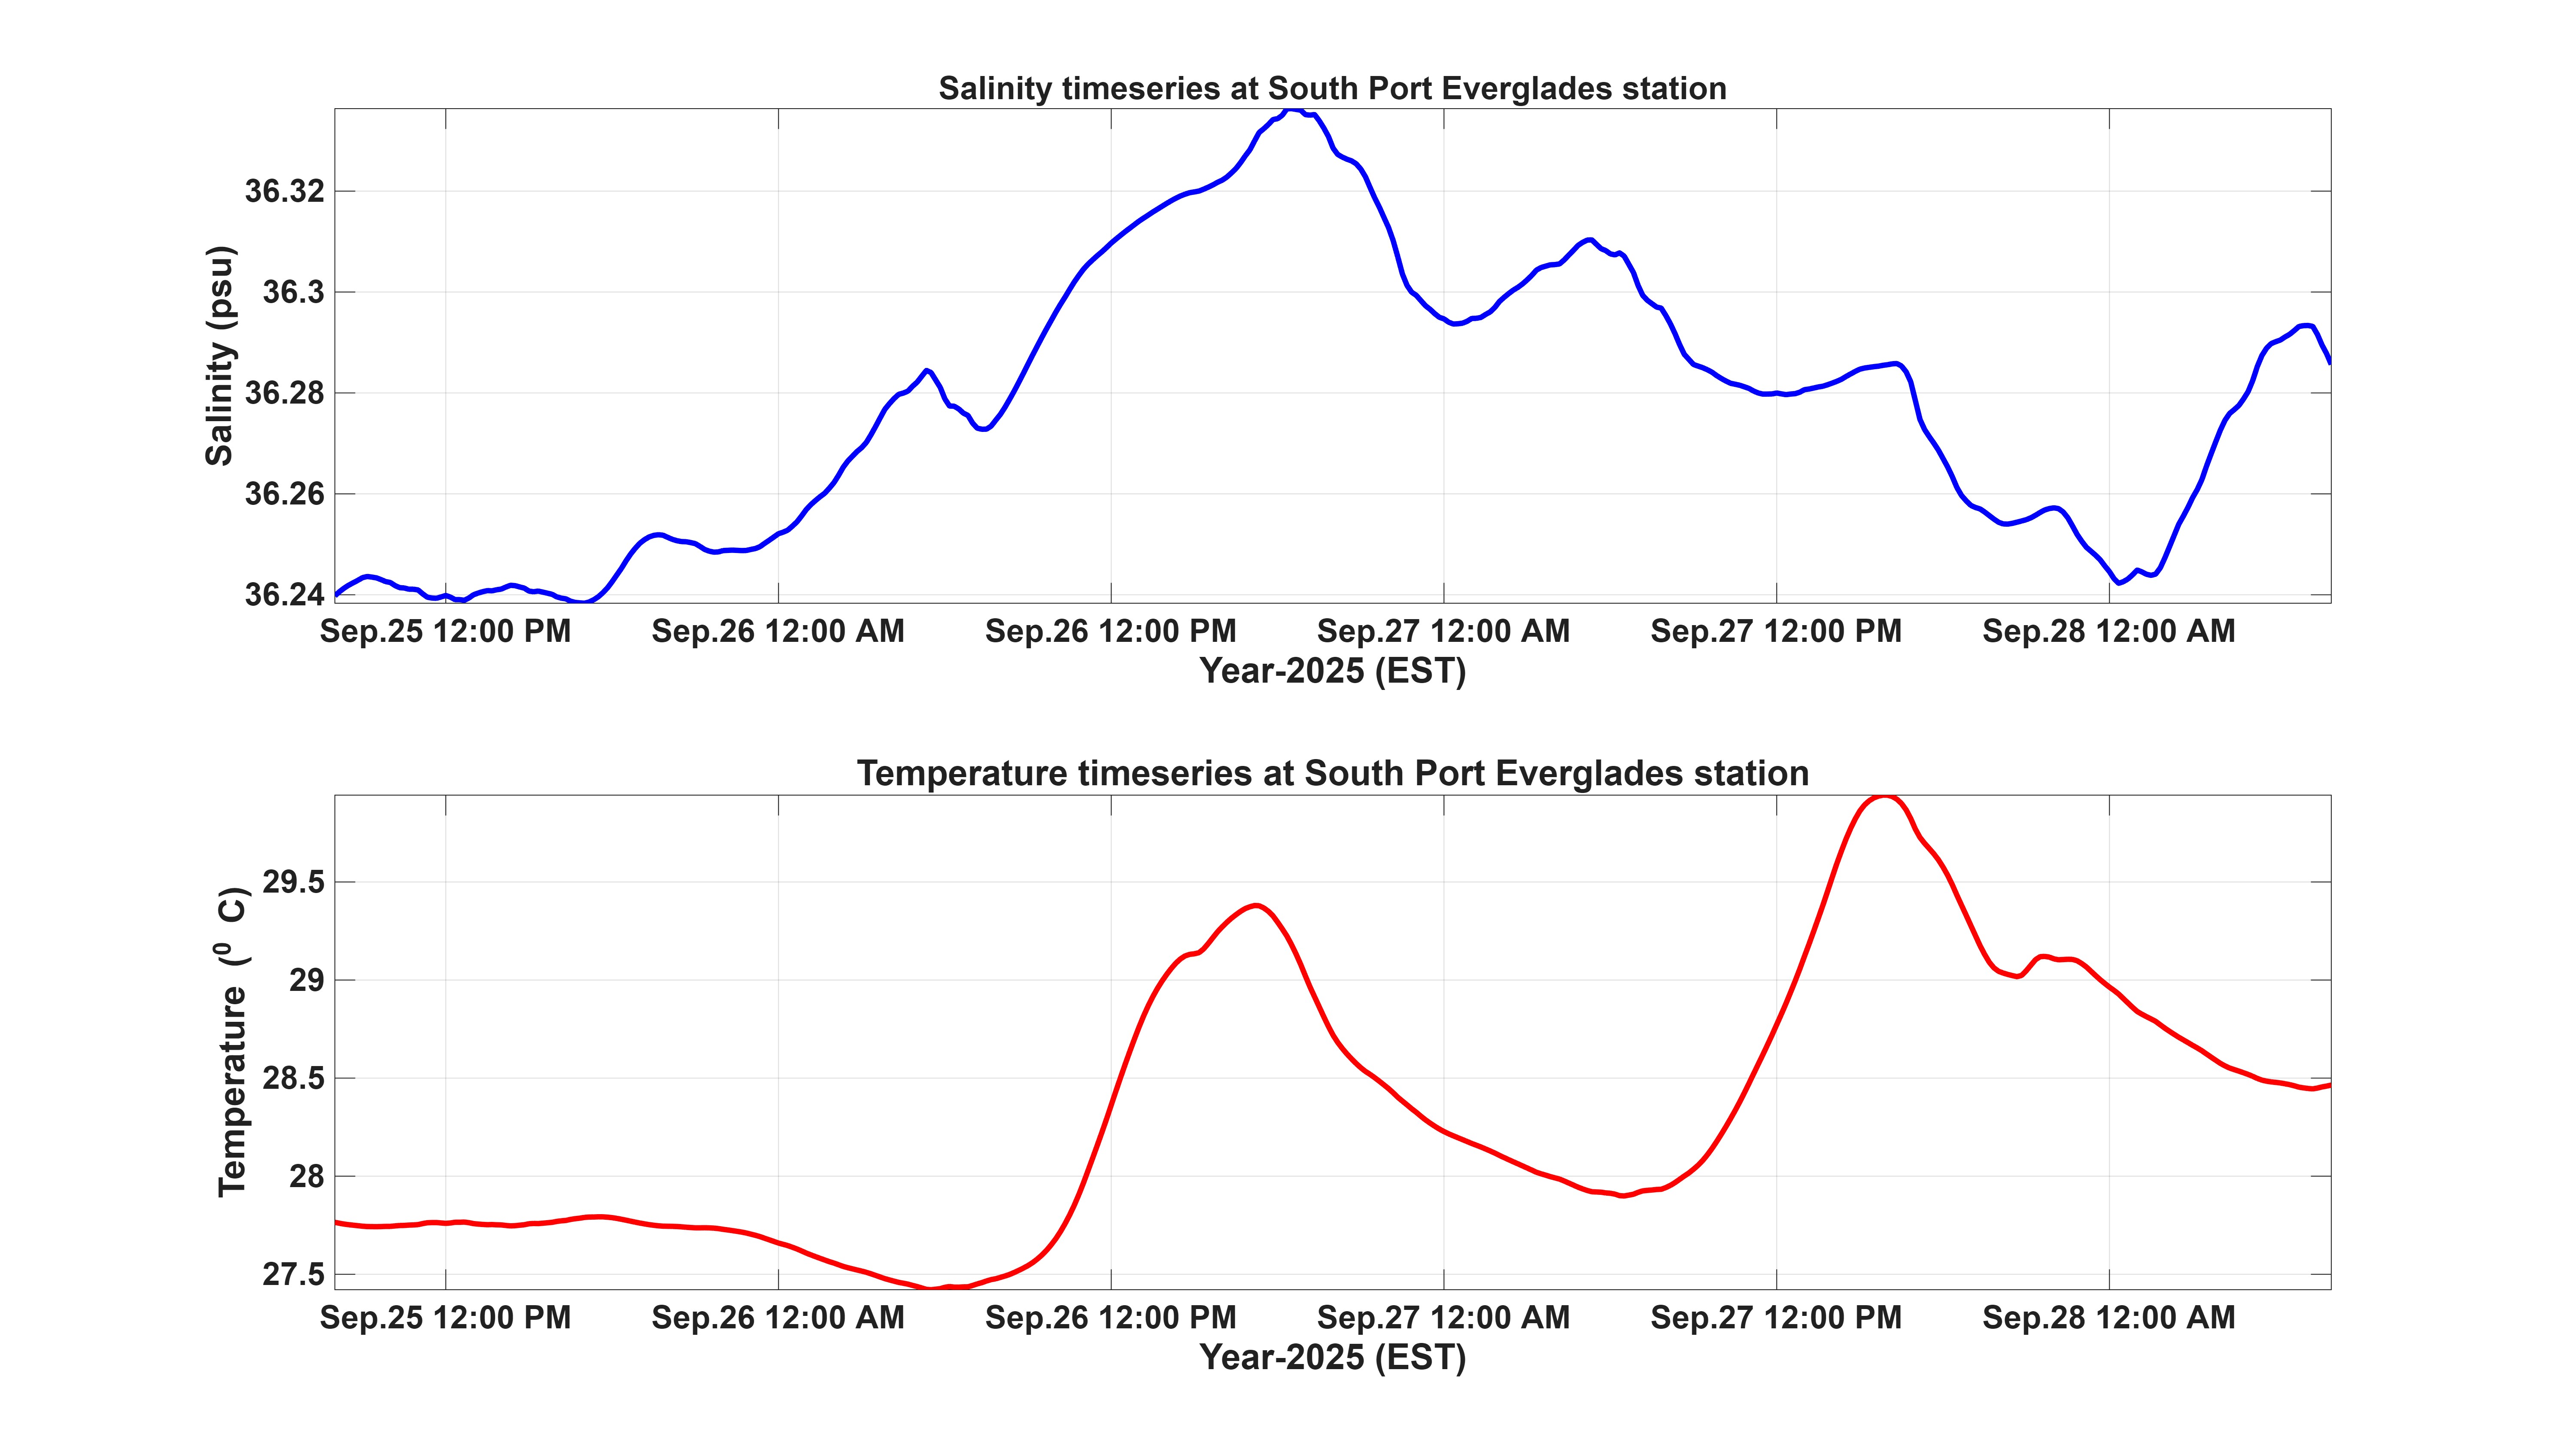 Salinity timeseries at South Port Everglades station
Salinity (psu)
36.32
36.3
36.28
36.26
36.24
Sep.25 12:00 PM Sep.26 12:00 AM Sep.26 12:00 PM Sep.27 12:00 AM Sep.27 12:00 PM Sep.28 12:00 AM
Year-2025 (EST)
Temperature timeseries at South Port Everglades station
Temperature (⁰ C)
29.5
29
28.5
28
27.5
Sep.25 12:00 PM Sep.26 12:00 AM Sep.26 12:00 PM Sep.27 12:00 AM Sep.27 12:00 PM Sep.28 12:00 AM
Year-2025 (EST)